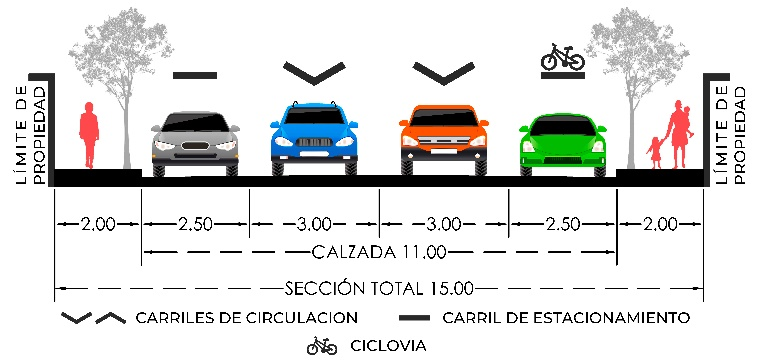 LÍMITE DE
PROPIEDAD
LÍMITE DE
PROPIEDAD
2.00 2.50 3.00 3.00 2.50 2.00
CALZADA 11.00
SECCIÓN TOTAL 15.00
CARRILES DE CIRCULACION CARRIL DE ESTACIONAMIENTO
CICLOVIA